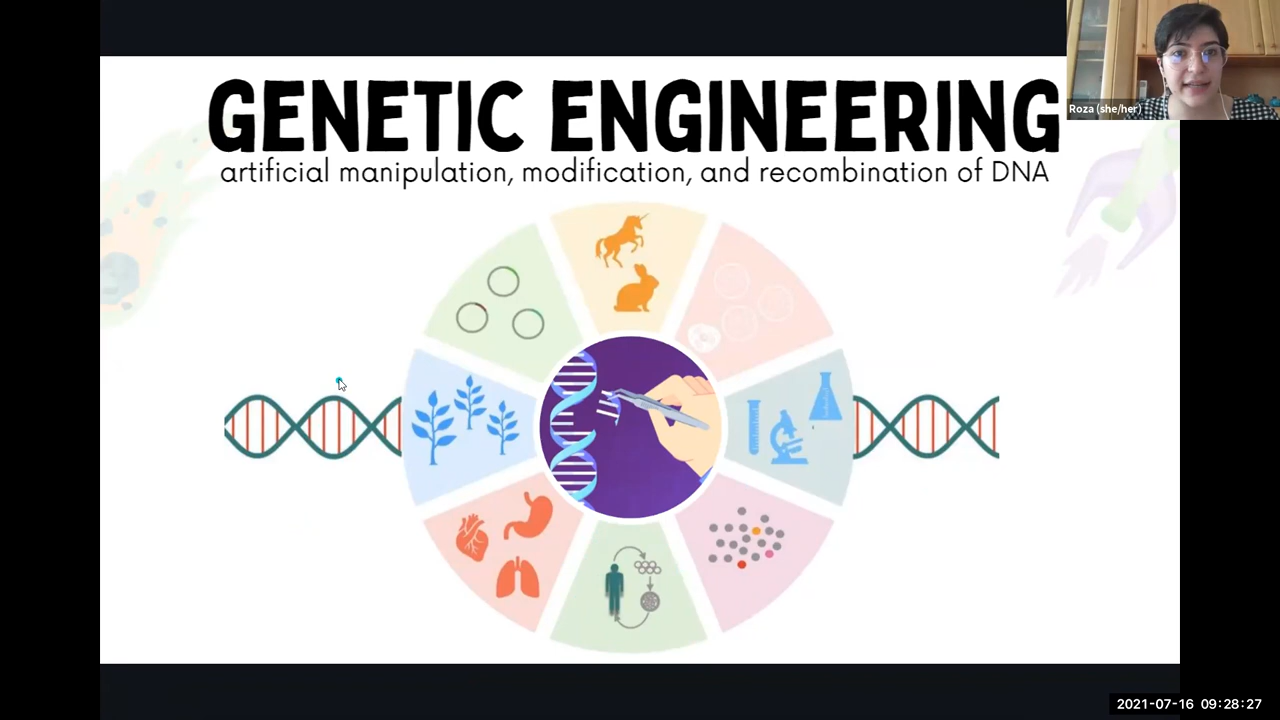 GENETIC ENGINEERING
artificial manipulation, modification, and recombination of DNA
Roza (she/her)
2021-07-16 09:28:27